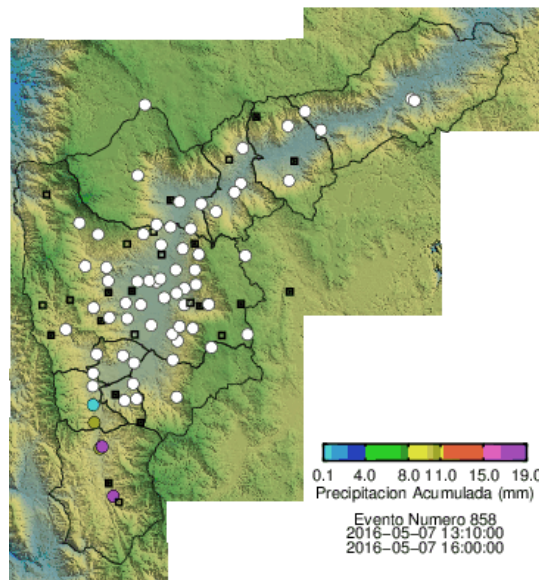 0.1 4.0 8.0 11.0 15.0 19.0
Precipitacion Acumulada (mm)
Evento Numero 858
2016-05-07 13:10:00
2016-05-07 16:00:00